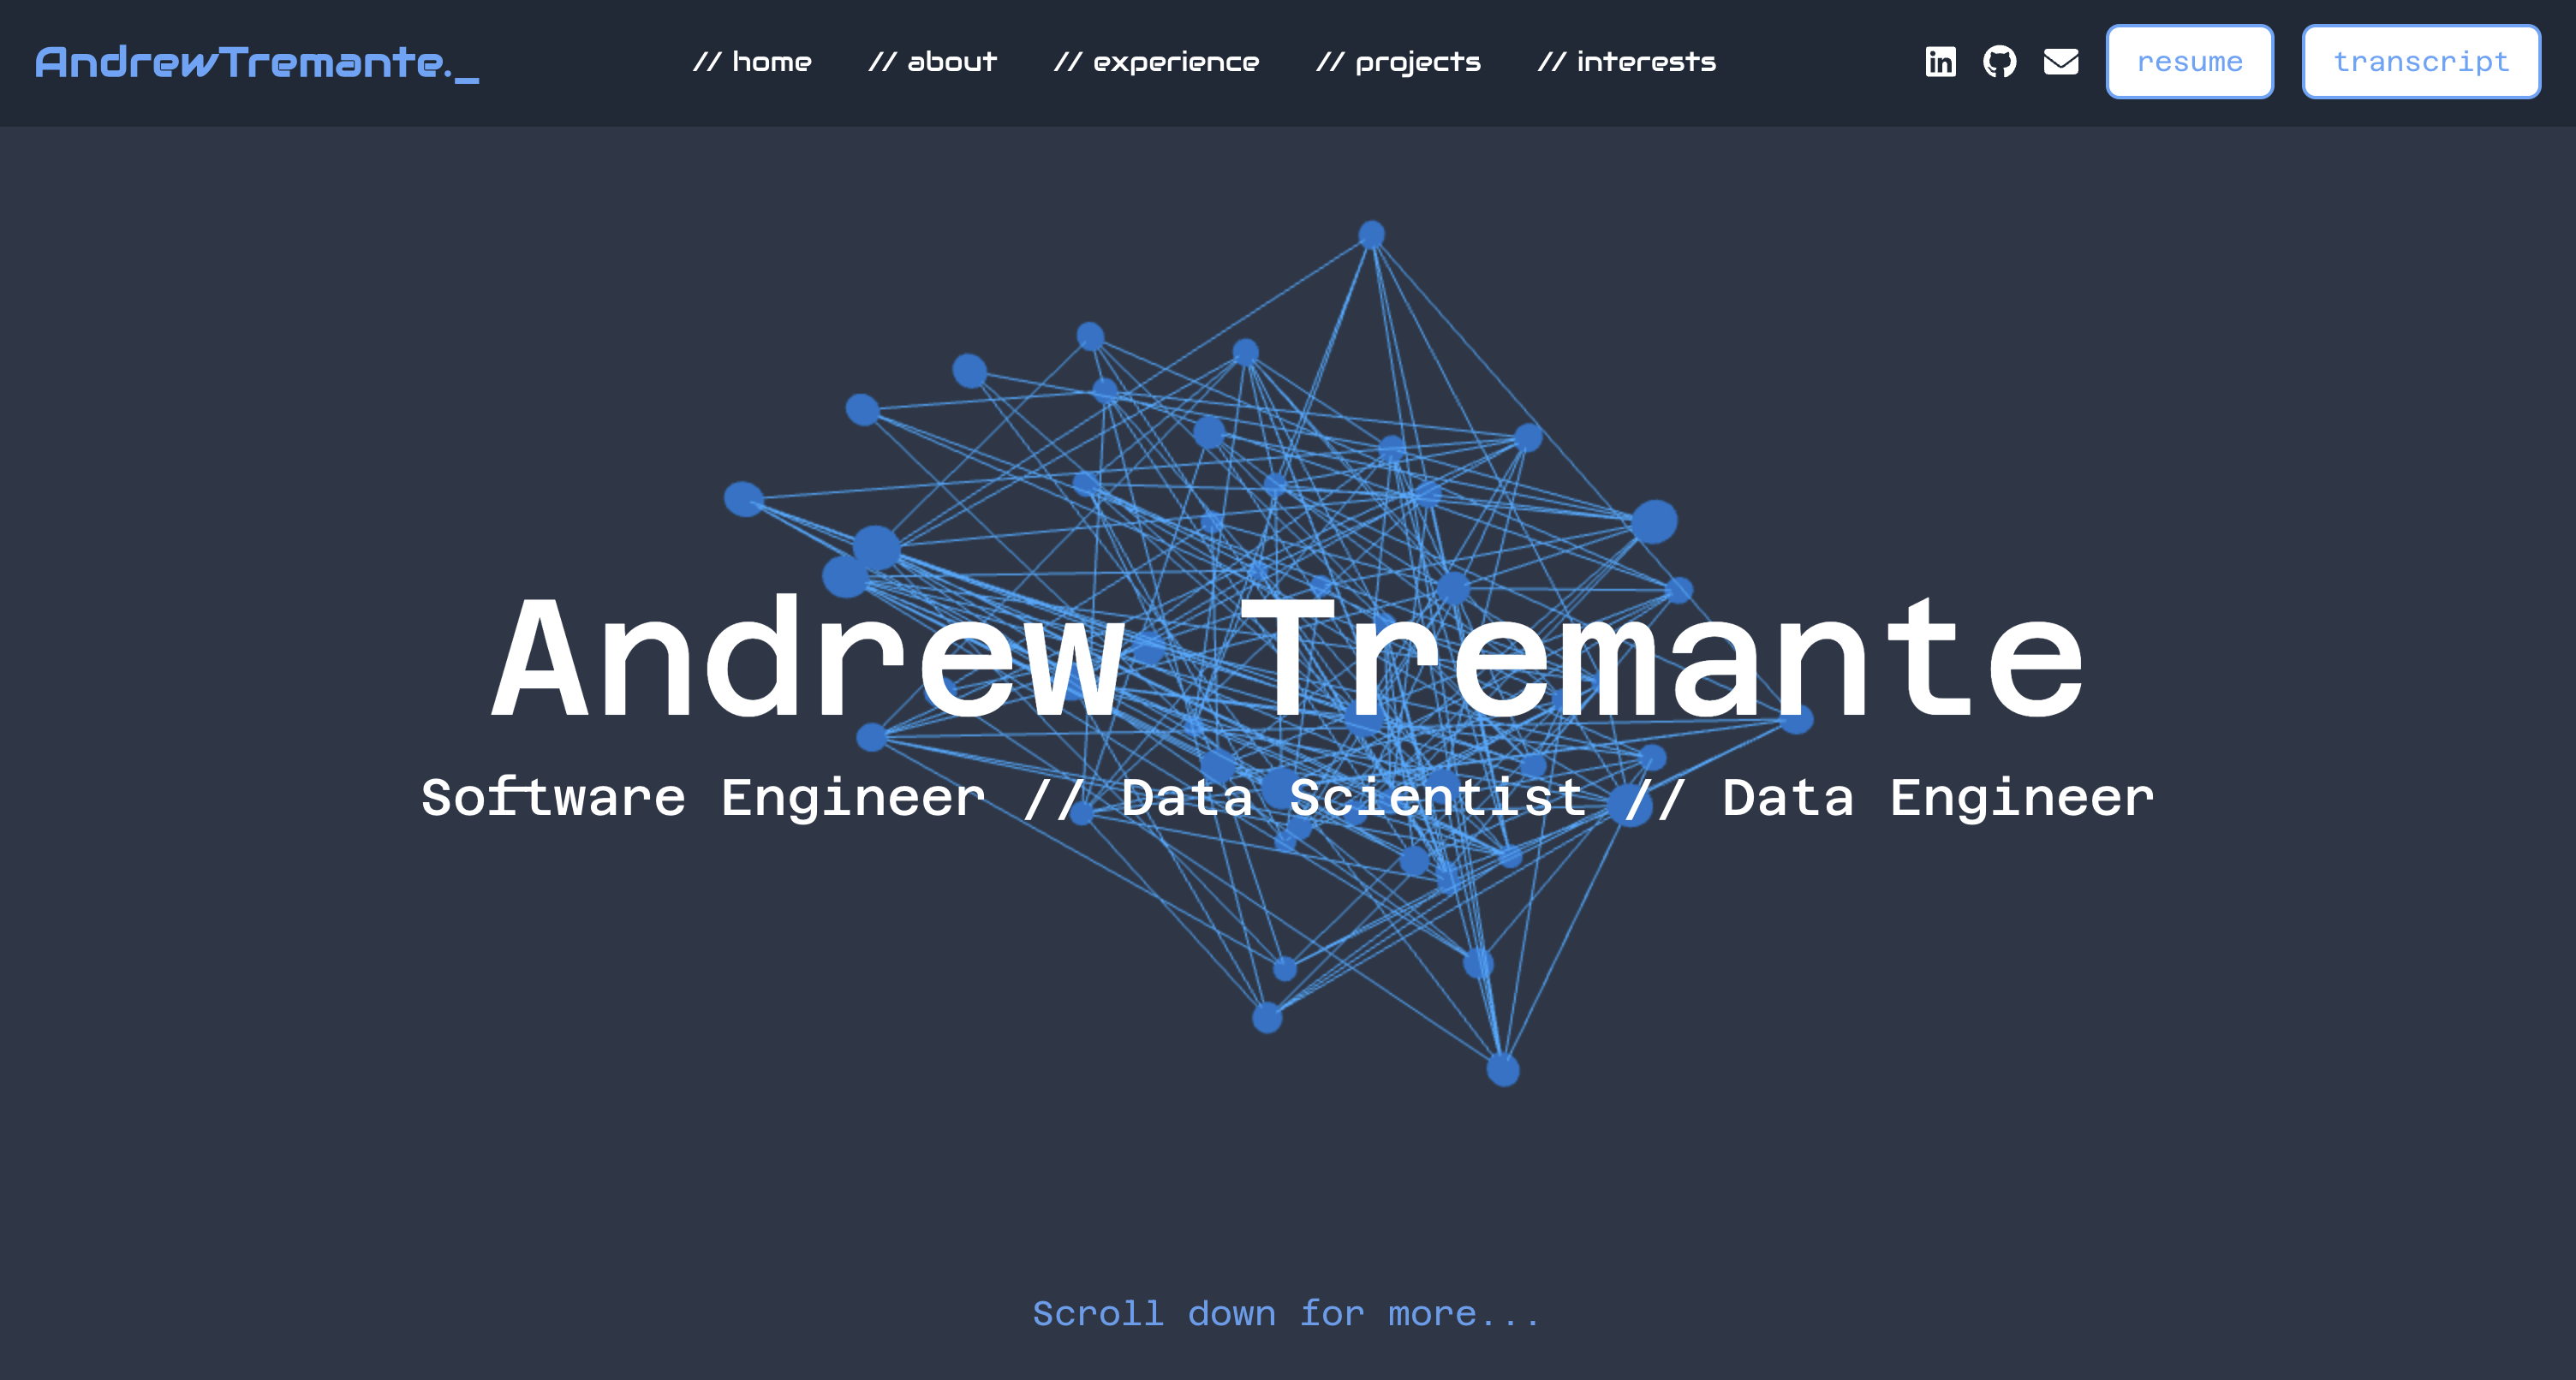 AndrewTremante._
// home // about // experience // projects // interests
resume
transcript
Andrew Tremante
Software Engineer // Data Scientist // Data Engineer
Scroll down for more...